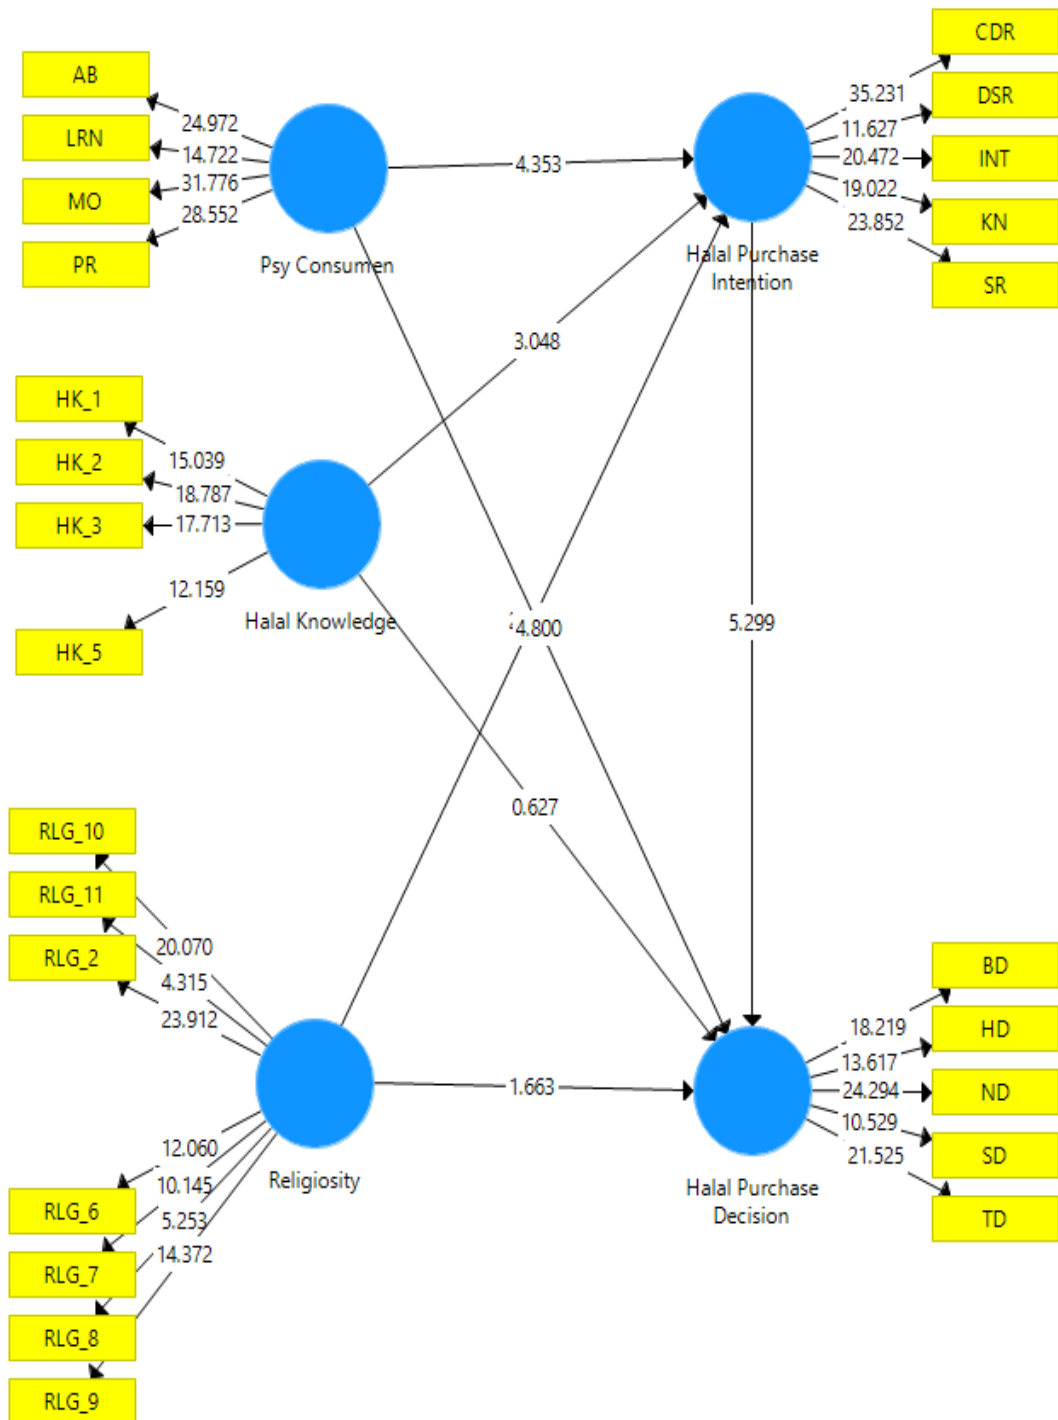 CDR
AB
35.231
DSR
24.972
11.627
LRN
14.722
4.353
20.472
INT
MO
31.776
19.022
28.552
23.852
KN
PR
Psy Consumen
Halal Purchase
Intention
SR
3.048
HK_1
15.039
HK_2
18.787
HK_3
17.713
12.159
Halal Knowledge
4.800
5.299
HK_5
0.627
RLG_10
RLG_11
20.070
RLG_2
4.315
BD
23.912
18.219
HD
13.617
1.663
24.294
ND
12.060
10.529
Religiosity
21.525
SD
10.145
Halal Purchase
Decision
RLG_6
5.253
TD
14.372
RLG_7
RLG_8
RLG_9